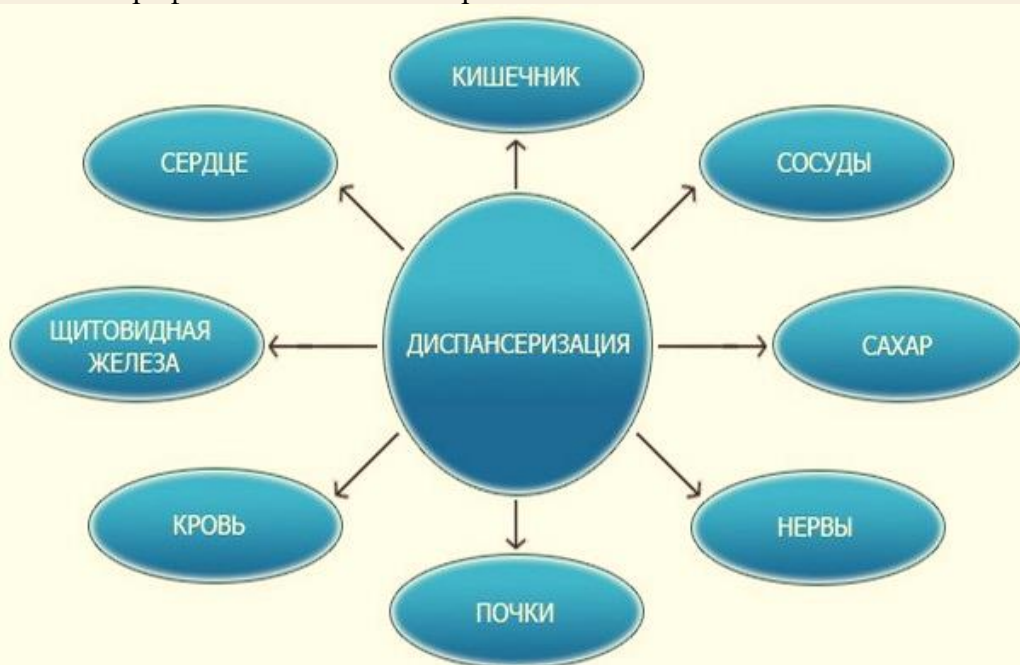 КИШЕЧНИК
СЕРДЦЕ
СОСУДЫ
ЩИТОВИДНАЯ
ЖЕЛЕЗА
ДИСПАНСЕРИЗАЦИЯ
САХАР
КРОВЬ
НЕРВЫ
ПОЧКИ